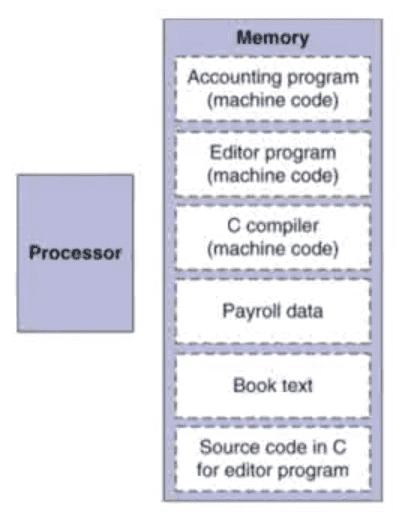 Memory
Accounting program
(machine code)
Editor program
(machine code)
Processor
C compiler
(machine code)
Payroll data
Book text
Source code in C
for editor program